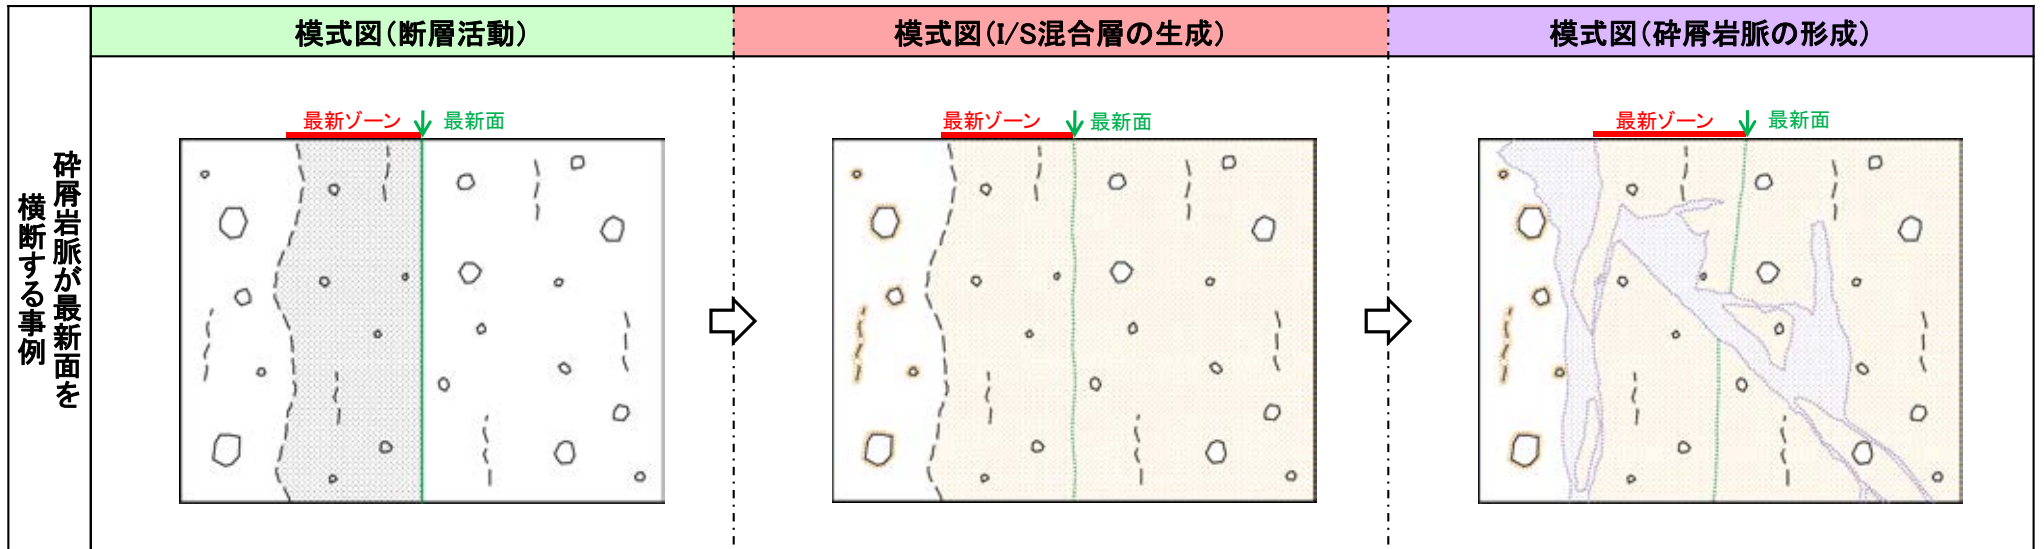 模式図(断層活動)
模式図(I/S混合層の生成)
模式図(砕屑岩脈の形成)
砕屑岩脈が最新面を
横断する事例
最新ゾーン
最新面
最新ゾーン
最新面
最新ゾーン
最新面